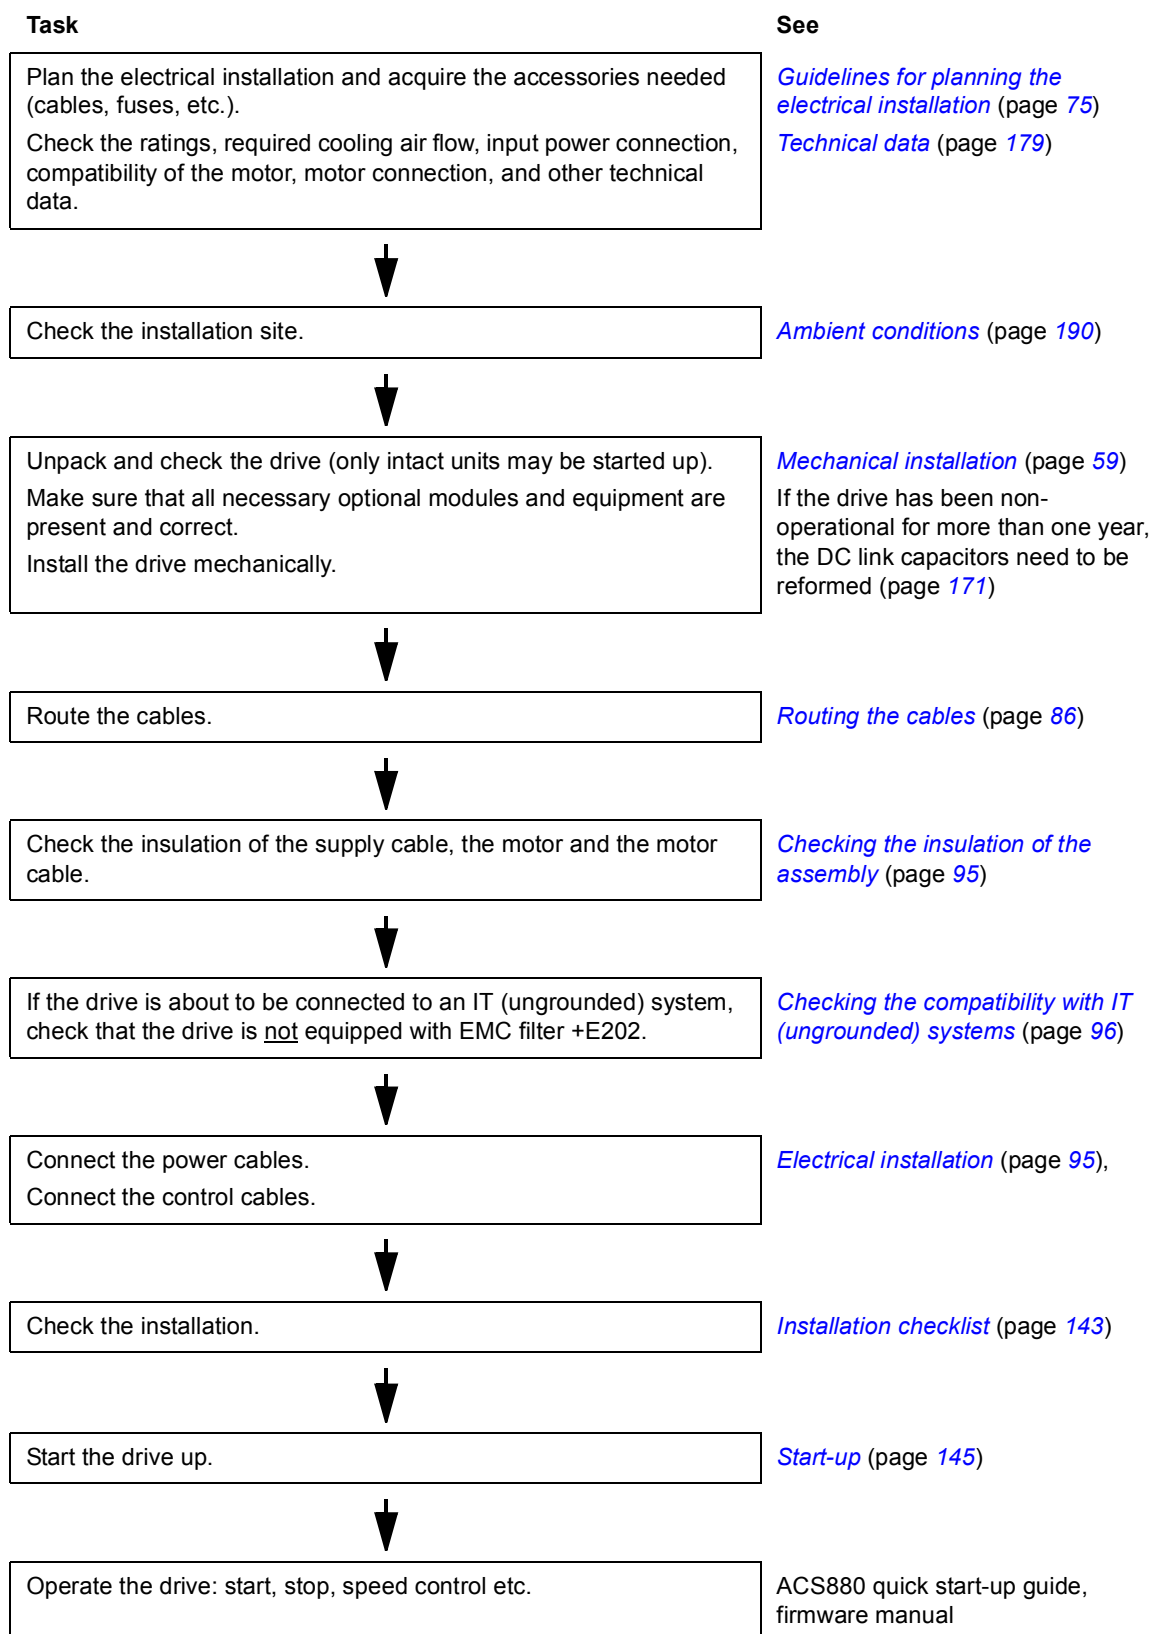 Task
See
Plan the electrical installation and acquire the accessories needed
(cables, fuses, etc.).
Check the ratings, required cooling air flow, input power connection,
compatibility of the motor, motor connection, and other technical
data.
Guidelines for planning the
electrical installation (page 75)
Technical data (page 179)
Check the installation site.
Ambient conditions (page 190)
Unpack and check the drive (only intact units may be started up).
Make sure that all necessary optional modules and equipment are
present and correct.
Install the drive mechanically.
Mechanical installation (page 59)
If the drive has been non-
operational for more than one year,
the DC link capacitors need to be
reformed (page 171)
Route the cables.
Routing the cables (page 86)
Check the insulation of the supply cable, the motor and the motor
cable.
Checking the insulation of the
assembly (page 95)
If the drive is about to be connected to an IT (ungrounded) system,
check that the drive is not equipped with EMC filter +E202.
Checking the compatibility with IT
(ungrounded) systems (page 96)
Connect the power cables.
Connect the control cables.
Electrical installation (page 95),
Check the installation.
Installation checklist (page 143)
Start the drive up.
Start-up (page 145)
Operate the drive: start, stop, speed control etc.
ACS880 quick start-up guide,
firmware manual